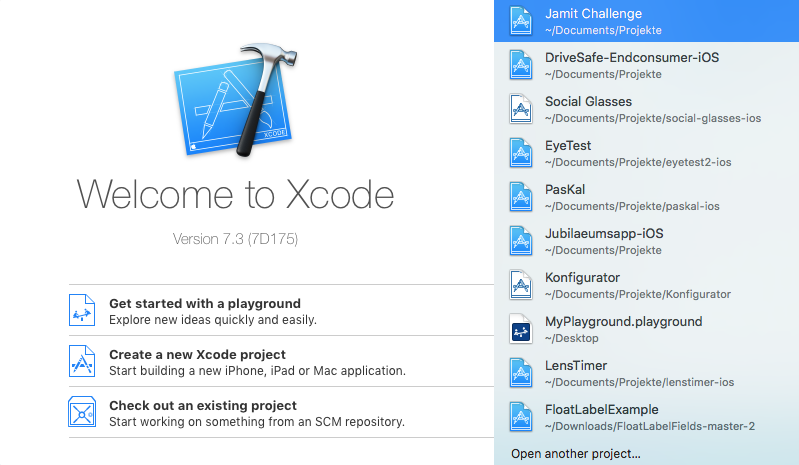 XCODE
Welcome to Xcode
Version 7.3 (7D175)
Get started with a playground
Explore new ideas quickly and easily.
Create a new Xcode project
Start building a new iPhone, iPad or Mac application.
Check out an existing project
Start working on something from an SCM repository.
Jamit Challenge
~/Documents/Projekte
DriveSafe-Endconsumer-iOS
~/Documents/Projekte
Social Glasses
~/Documents/Projekte/social-glasses-ios
EyeTest
~/Documents/Projekte/eyetest2-ios
PasKal
~/Documents/Projekte/paskal-ios
Jubilaeumsapp-iOS
~/Documents/Projekte
Konfigurator
~/Documents/Projekte/Konfigurator
MyPlayground.playground
~/Desktop
LensTimer
~/Documents/Projekte/lenstimer-ios
FloatLabelExample
~/Downloads/FloatLabelFields-master-2
Open another project...